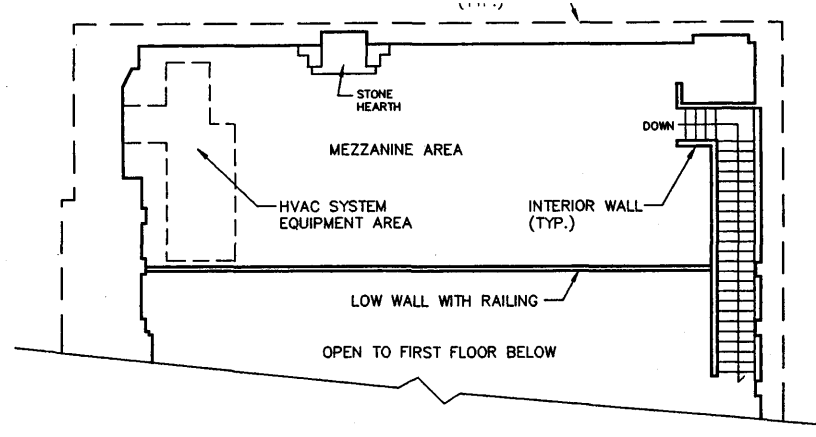 (TYP.)
STONE
HEARTH
DOWN
MEZZANINE AREA
HVAC SYSTEM
EQUIPMENT AREA
INTERIOR WALL
(TYP.)
LOW WALL WITH RAILING
OPEN TO FIRST FLOOR BELOW